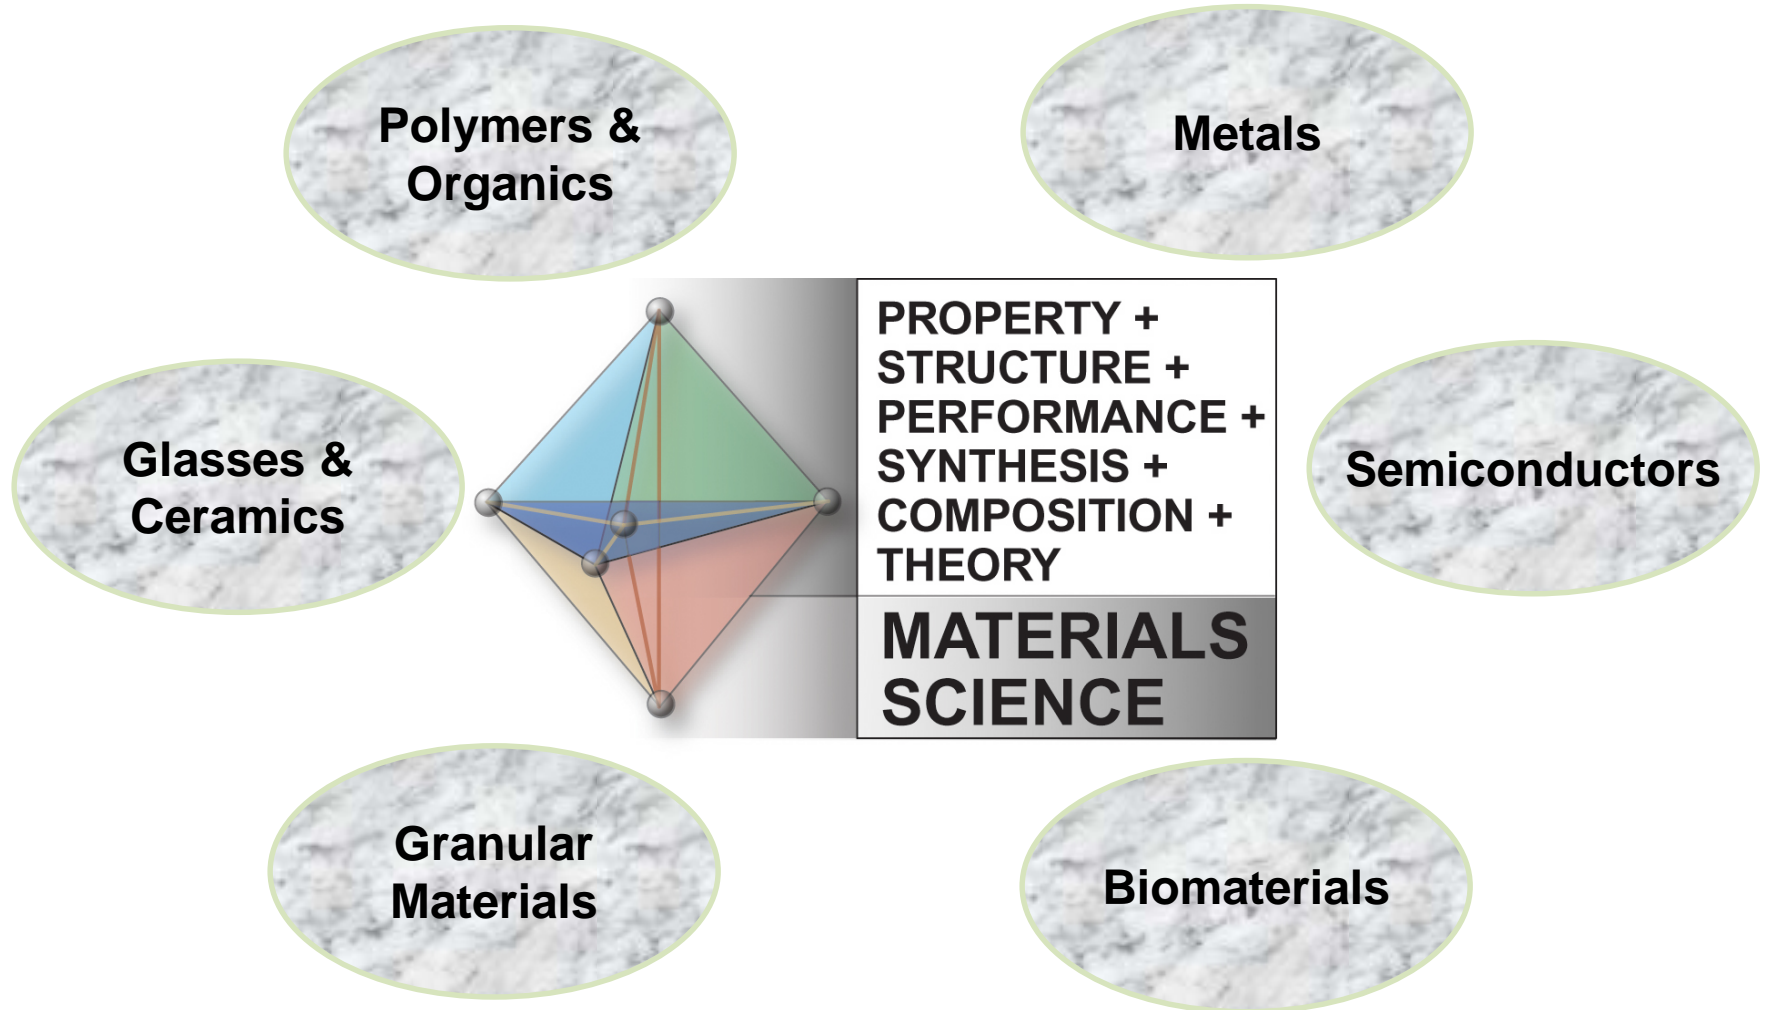 Polymers &
Organics
Metals
PROPERTY +
STRUCTURE +
PERFORMANCE +
SYNTHESIS +
COMPOSITION +
THEORY
MATERIALS
SCIENCE
Glasses &
Ceramics
Semiconductors
Granular
Materials
Biomaterials